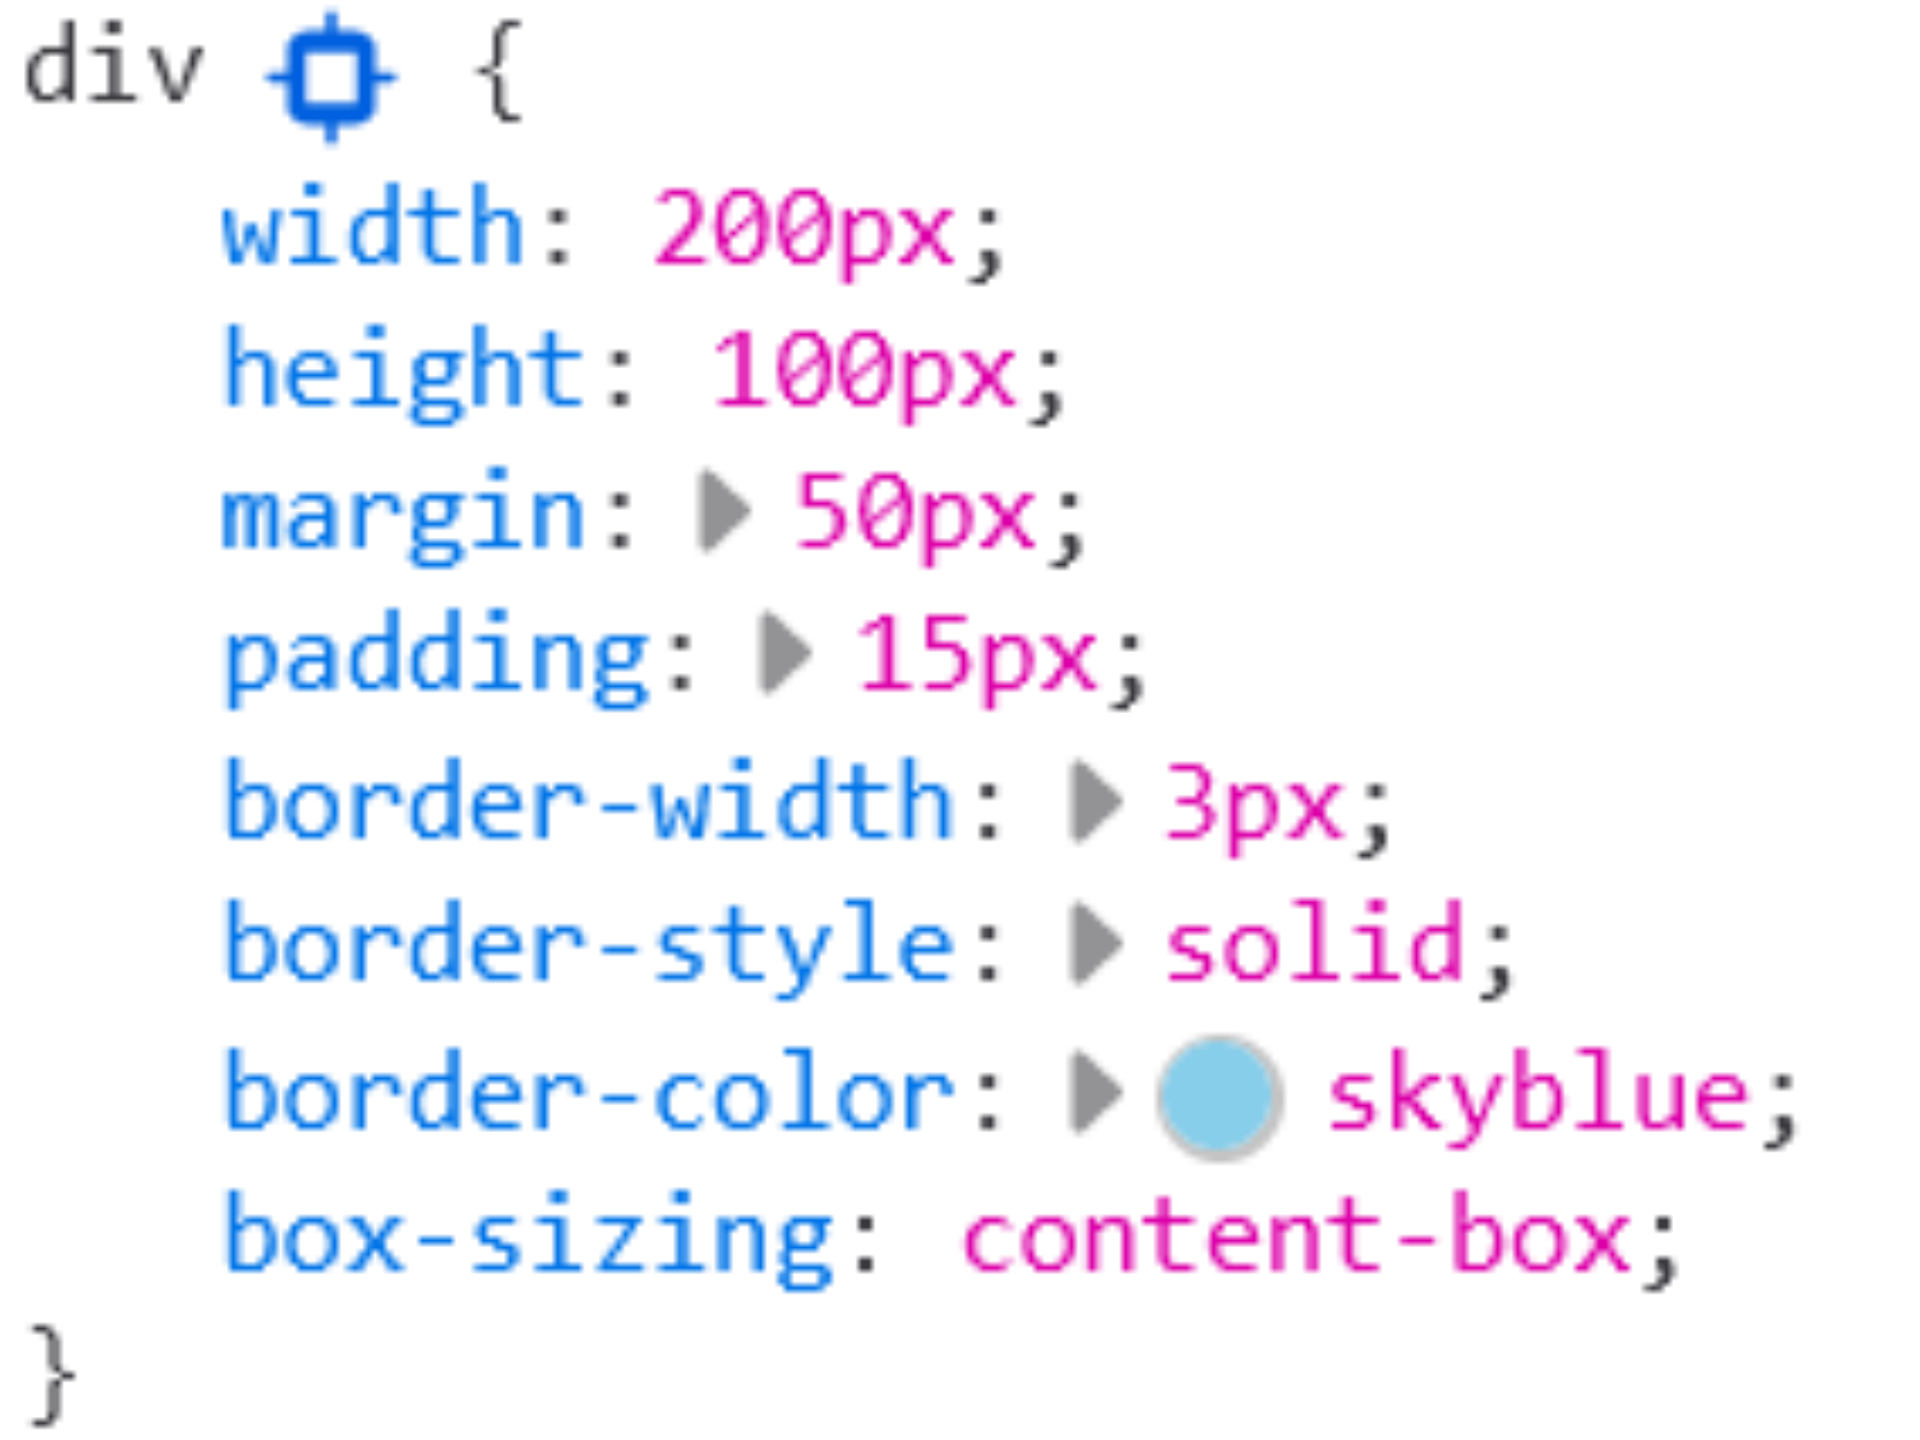 div {
width: 200px;
height: 100px;
margin: 50px;
padding: 15px;
border-width: 3px;
border-style: solid;
border-color: skyblue;
box-sizing: content-box;
}